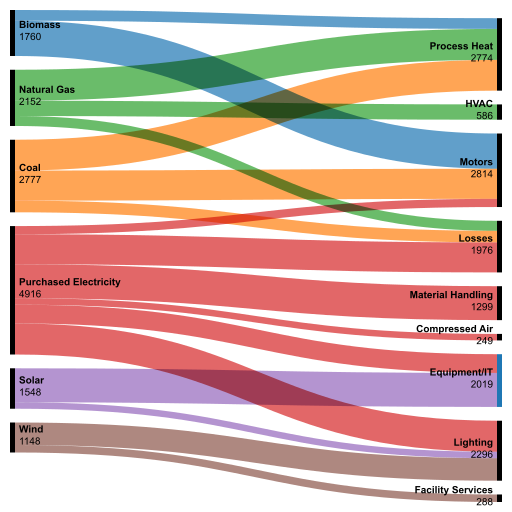 Biomass
1760
Natural Gas
2152
Coal
2777
Purchased Electricity
4916
Solar
1548
Wind
1148
Process Heat
2774
HVAC
586
Motors
2814
Losses
1976
Material Handling
1299
Compressed Air
249
Equipment/IT
2019
Lighting
2296
Facility Services
288